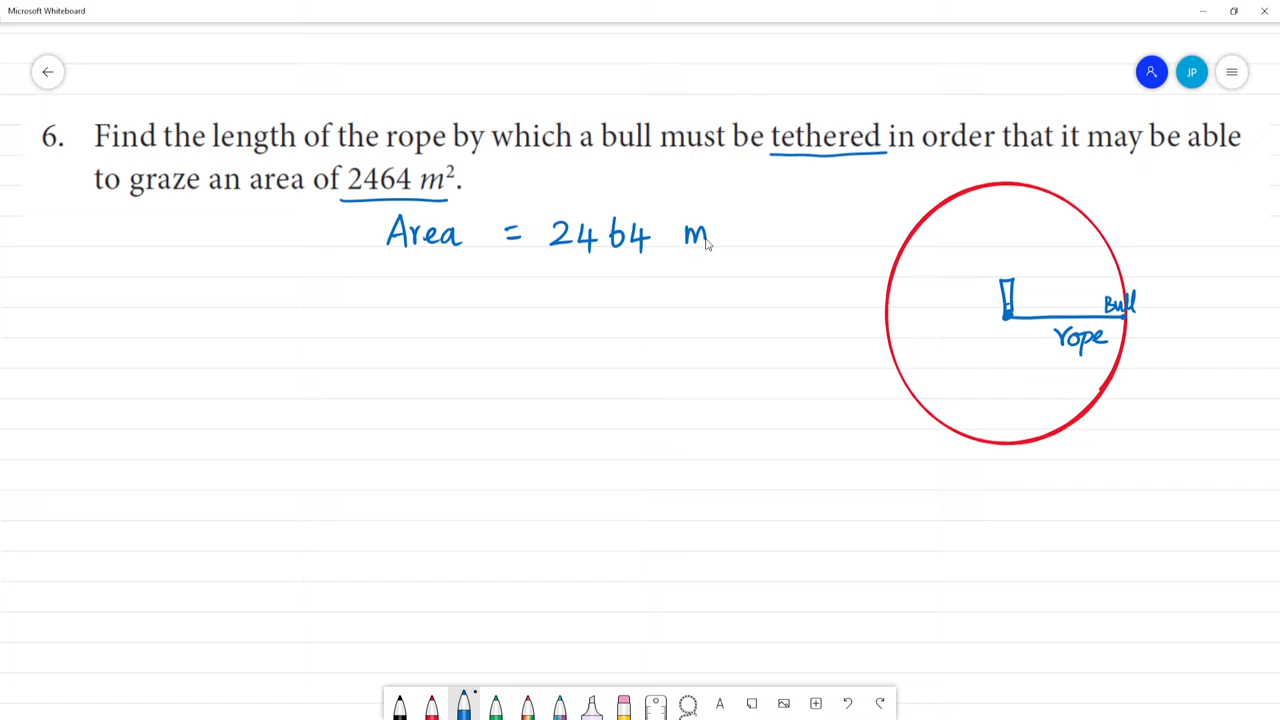 Microsoft Whiteboard
JP
6. Find the length of the rope by which a bull must be tethered in order that it may be able
to graze an area of 2464 m².
Area = 2464 m
Bull
rope
A